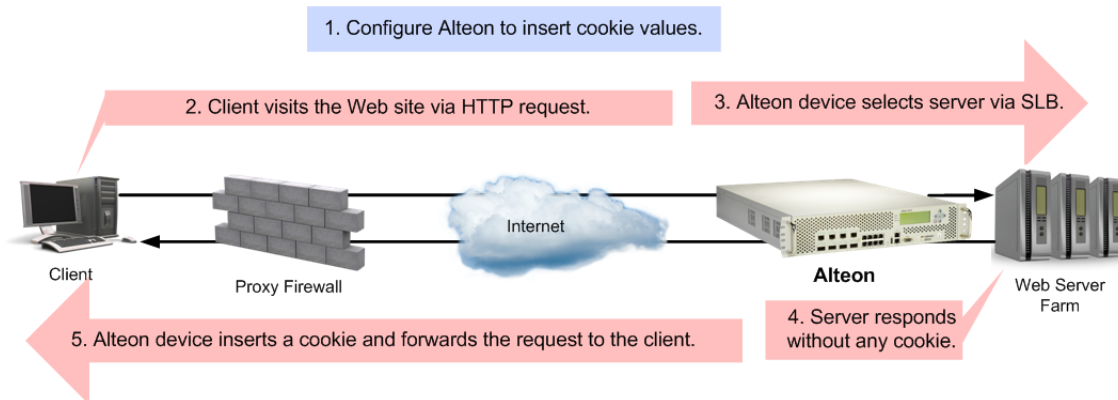 1. Configure Alteon to insert cookie values.
2. Client visits the Web site via HTTP request.
3. Alteon device selects server via SLB.
Internet
Client
Proxy Firewall
Alteon
Web Server
Farm
4. Server responds
without any cookie.
5. Alteon device inserts a cookie and forwards the request to the client.